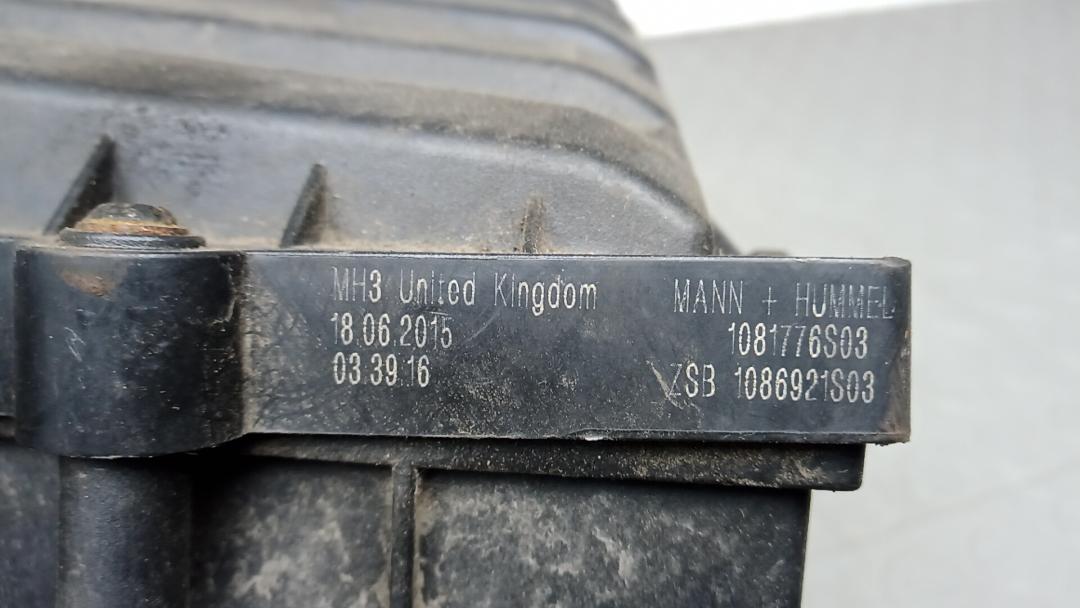 MH3 United Kingdom
18.06.2015
03.39.16
MANN + HUMMEL
1081776S03
ZSB 1086921S03